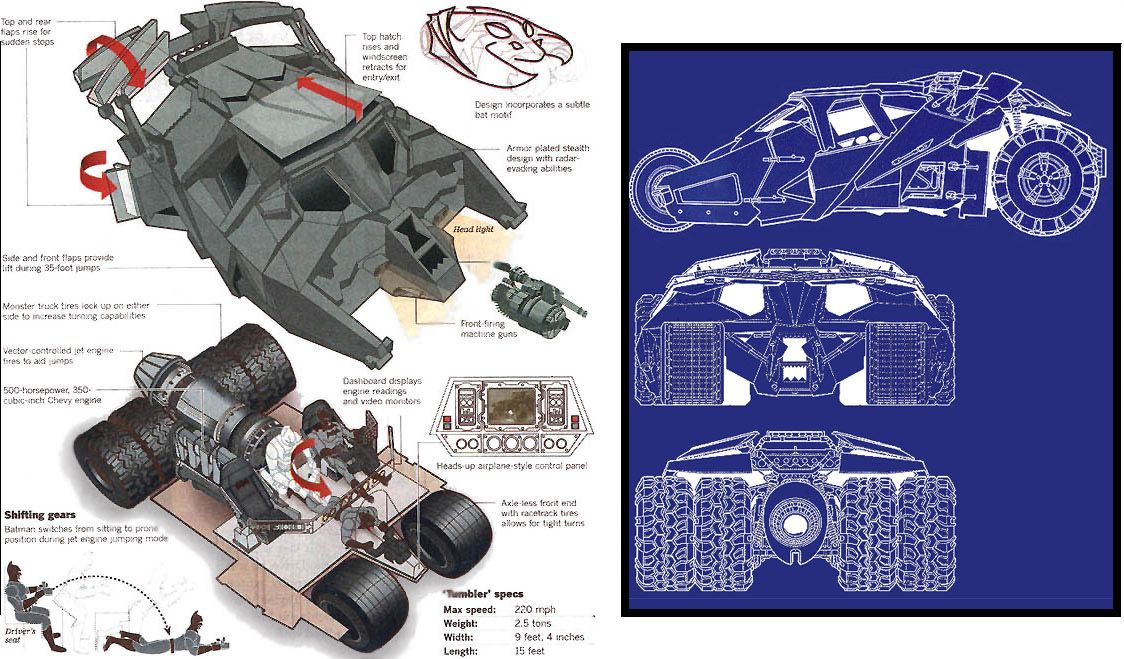 Top and rear
flaps rise for
sudden stops
Top hatch
rises and
windscreen
retracts for
entry/exit
Design incorporates a subtle
bat motif
Armor plated stealth
design with radar-
evading abilities
Head light
Side and front flaps provide
lift during 35-foot jumps
Monster truck tires lock up on either
side to increase turning capabilities
Front-firing
machine guns
Vector-controlled jet engine
fires to aid jumps
500-horsepower, 350-
cubic-inch Chevy engine
Dashboard displays
engine readings
and video monitors
Heads-up airplane-style control panel
Axle-less front end
with racetrack tires
allows for tight turns
Shifting gears
Batman switches from sitting to prone
position during jet engine jumping mode
Driver's
seat
'Tumbler' specs
Max speed: 220 mph
Weight: 2.5 tons
Width: 9 feet, 4 inches
Length: 15 feet